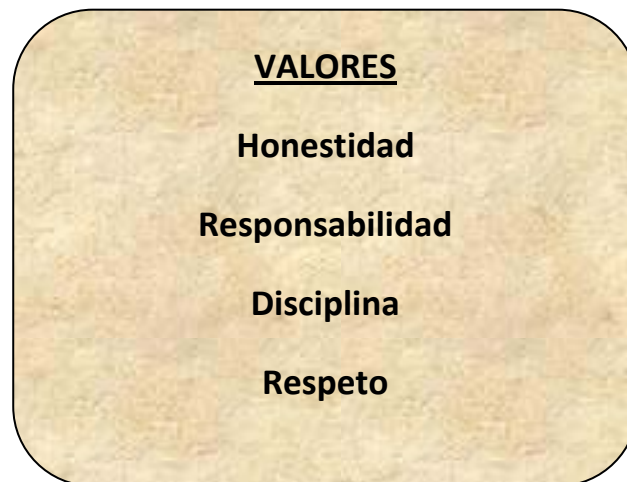 VALORES
Honestidad
Responsabilidad
Disciplina
Respeto